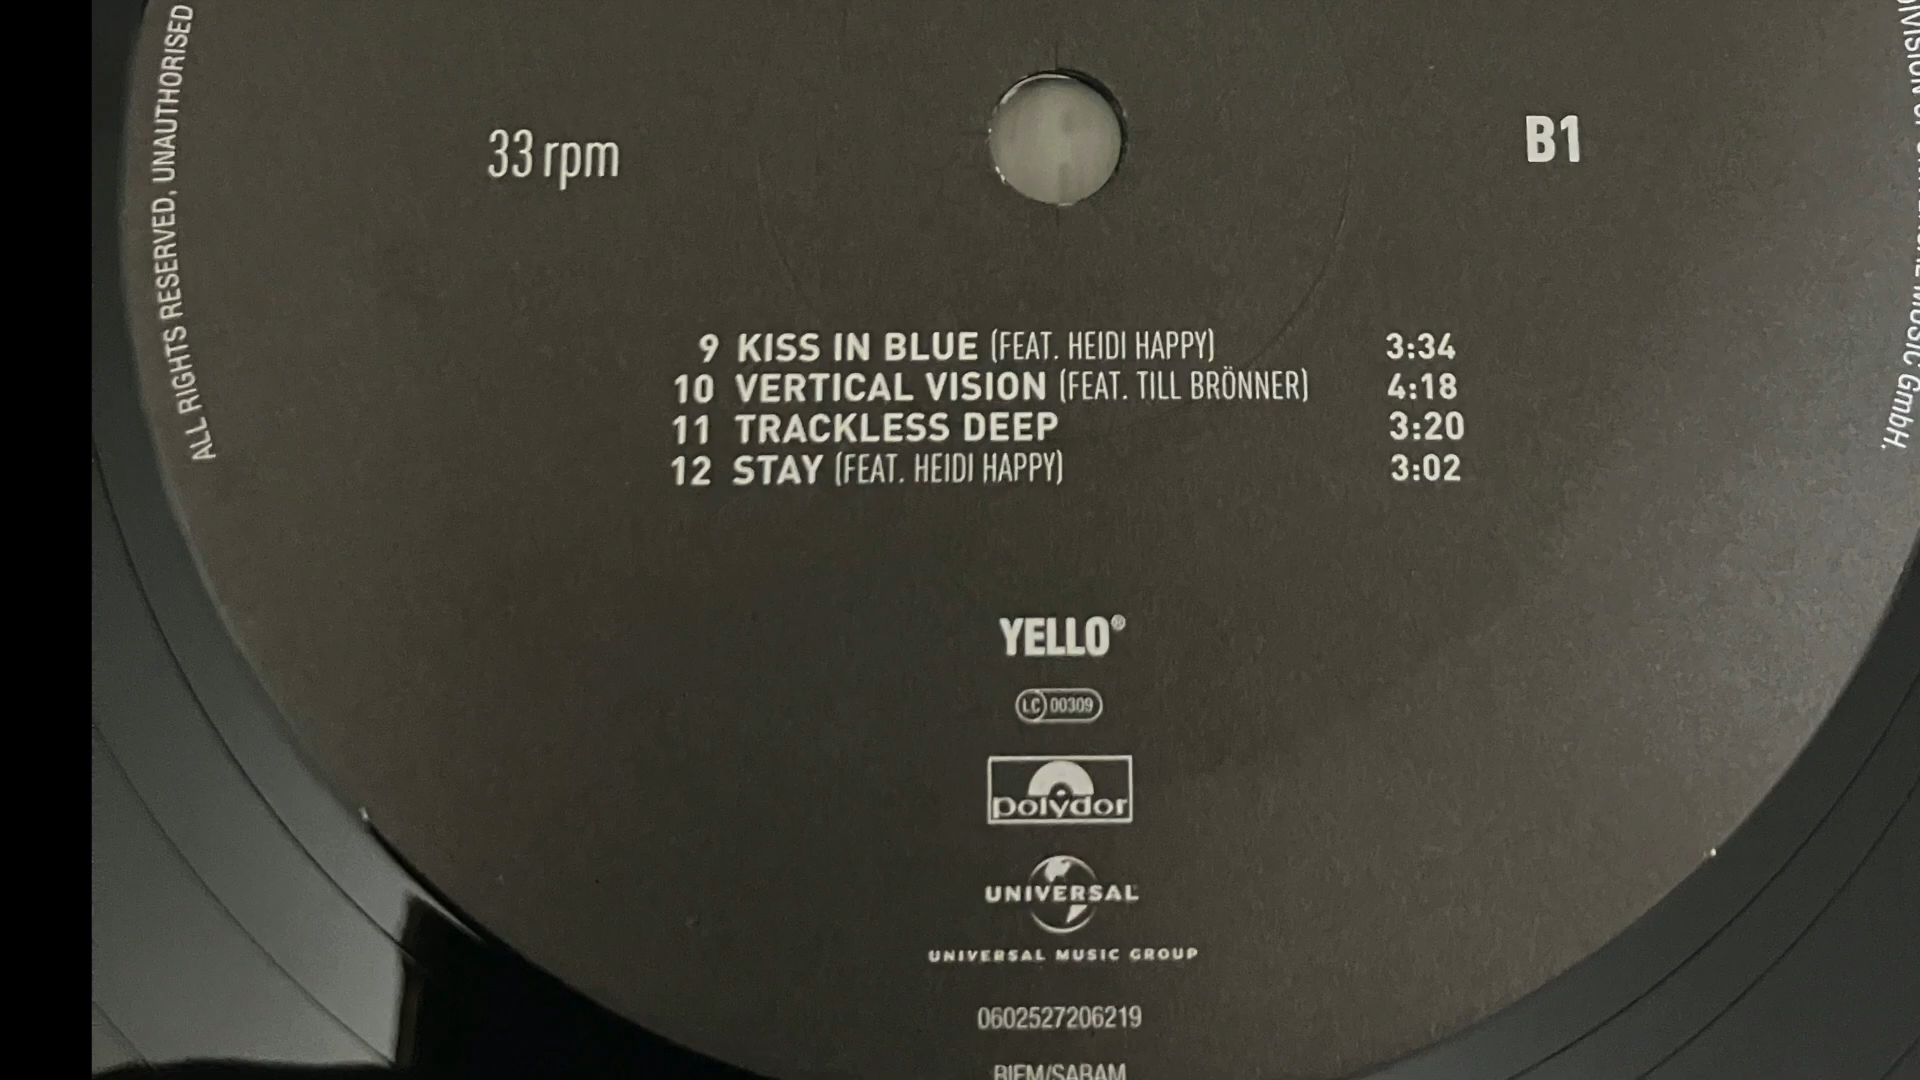 ALL RIGHTS RESERVED, UNAUTHORISED
33 rpm
B1
9 KISS IN BLUE (FEAT. HEIDI HAPPY) 3:34
10 VERTICAL VISION (FEAT. TILL BRÖNNER) 4:18
11 TRACKLESS DEEP 3:20
12 STAY (FEAT. HEIDI HAPPY) 3:02
YELLO®
LC 00309
polydor
UNIVERSAL
UNIVERSAL MUSIC GROUP
0602527206219
BIEM/SABAM
MUSIC GmbH.